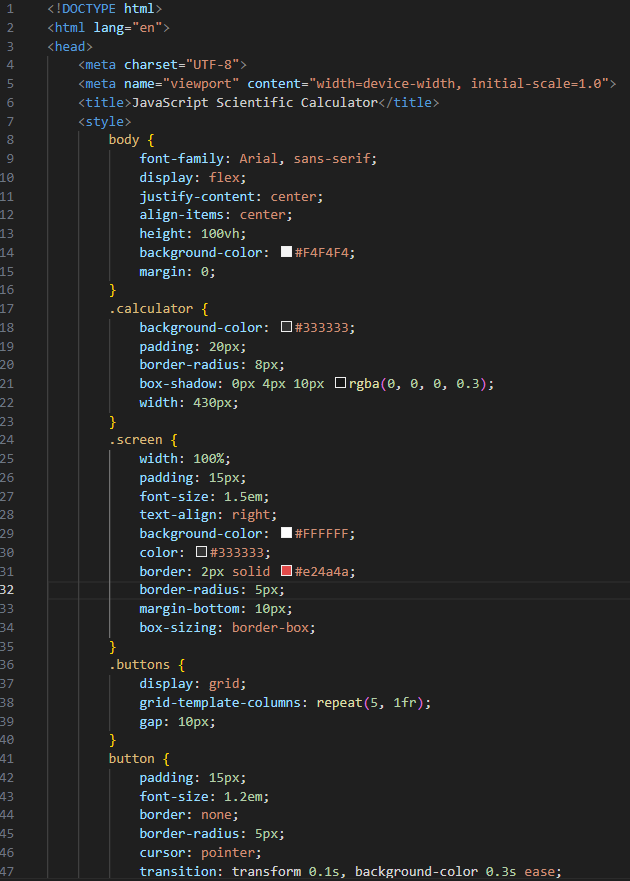 1 <!DOCTYPE html>
2 <html lang="en">
3 <head>
4     <meta charset="UTF-8">
5     <meta name="viewport" content="width=device-width, initial-scale=1.0">
6     <title>JavaScript Scientific Calculator</title>
7     <style>
8         body {
9             font-family: Arial, sans-serif;
10             display: flex;
11             justify-content: center;
12             align-items: center;
13             height: 100vh;
14             background-color: #F4F4F4;
15             margin: 0;
16         }
17         .calculator {
18             background-color: #333333;
19             padding: 20px;
20             border-radius: 8px;
21             box-shadow: 0px 4px 10px rgba(0, 0, 0, 0.3);
22             width: 430px;
23         }
24         .screen {
25             width: 100%;
26             padding: 15px;
27             font-size: 1.5em;
28             text-align: right;
29             background-color: #FFFFFF;
30             color: #333333;
31             border: 2px solid #e24a4a;
32             border-radius: 5px;
33             margin-bottom: 10px;
34             box-sizing: border-box;
35         }
36         .buttons {
37             display: grid;
38             grid-template-columns: repeat(5, 1fr);
39             gap: 10px;
40         }
41         button {
42             padding: 15px;
43             font-size: 1.2em;
44             border: none;
45             border-radius: 5px;
46             cursor: pointer;
47             transition: transform 0.1s, background-color 0.3s ease;